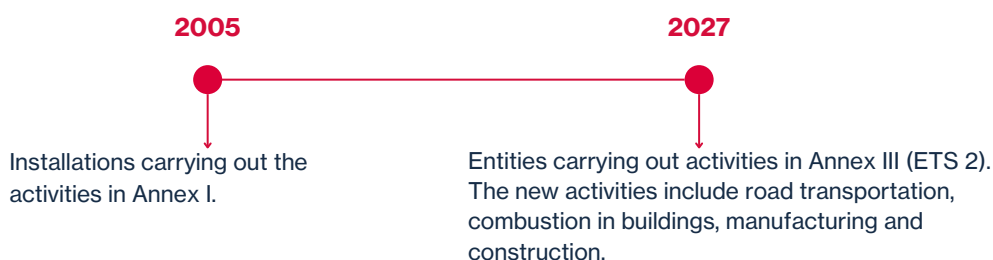 2005
2027
Installations carrying out the
activities in Annex I.
Entities carrying out activities in Annex III (ETS 2).
The new activities include road transportation,
combustion in buildings, manufacturing and
construction.